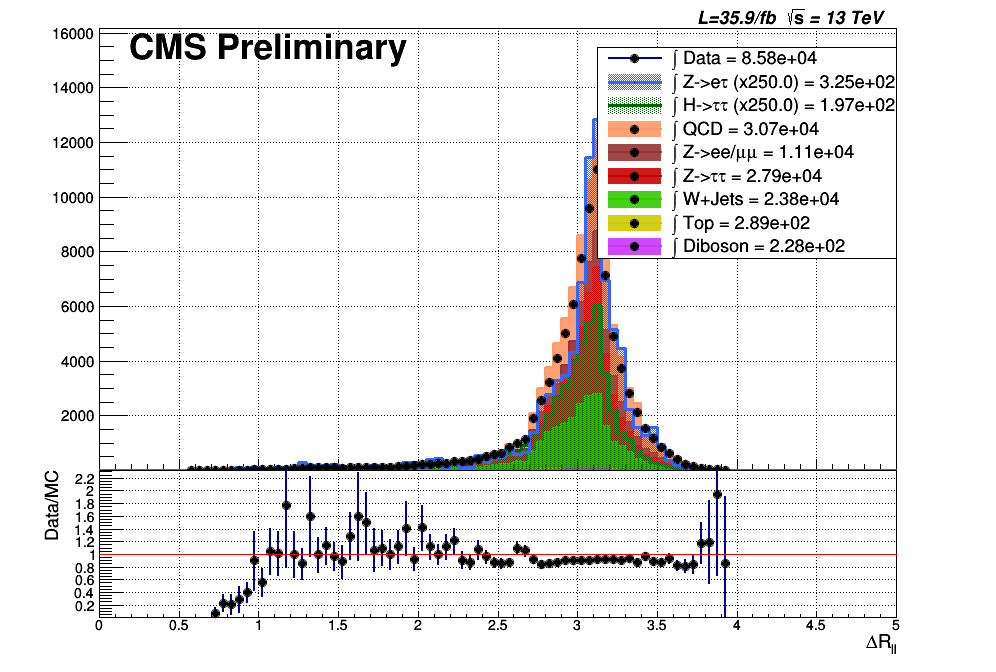 L=35.9/fb √s = 13 TeV
CMS Preliminary
16000
14000
12000
10000
8000
6000
4000
2000
∫ Data = 8.58e+04
∫ Z->eτ (x250.0) = 3.25e+02
∫ H->ττ (x250.0) = 1.97e+02
∫ QCD = 3.07e+04
∫ Z->ee/μμ = 1.11e+04
∫ Z->ττ = 2.79e+04
∫ W+Jets = 2.38e+04
∫ Top = 2.89e+02
∫ Diboson = 2.28e+02
Data/MC
2.2
2
1.8
1.6
1.4
1.2
1
0.8
0.6
0.4
0.2
0 0.5 1 1.5 2 2.5 3 3.5 4 4.5 5
ΔRll